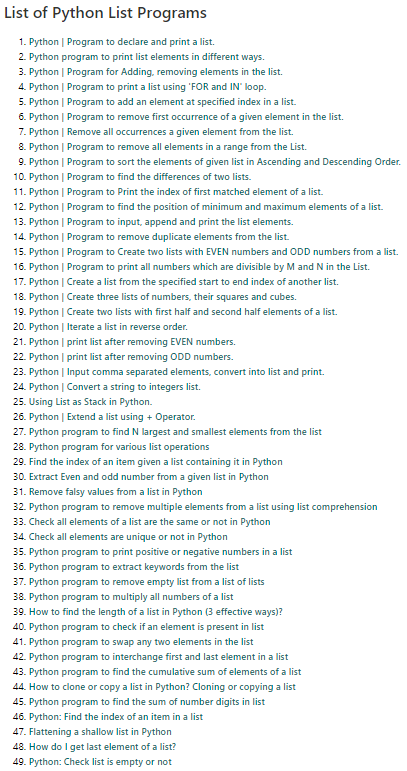 List of Python List Programs
1. Python | Program to declare and print a list.
2. Python program to print list elements in different ways.
3. Python | Program for Adding, removing elements in the list.
4. Python | Program to print a list using 'FOR and IN' loop.
5. Python | Program to add an element at specified index in a list.
6. Python | Program to remove first occurrence of a given element in the list.
7. Python | Remove all occurrences a given element from the list.
8. Python | Program to remove all elements in a range from the List.
9. Python | Program to sort the elements of given list in Ascending and Descending Order.
10. Python | Program to find the differences of two lists.
11. Python | Program to Print the index of first matched element of a list.
12. Python | Program to find the position of minimum and maximum elements of a list.
13. Python | Program to input, append and print the list elements.
14. Python | Program to remove duplicate elements from the list.
15. Python | Program to Create two lists with EVEN numbers and ODD numbers from a list.
16. Python | Program to print all numbers which are divisible by M and N in the List.
17. Python | Create a list from the specified start to end index of another list.
18. Python | Create three lists of numbers, their squares and cubes.
19. Python | Create two lists with first half and second half elements of a list.
20. Python | Iterate a list in reverse order.
21. Python | print list after removing EVEN numbers.
22. Python | print list after removing ODD numbers.
23. Python | Input comma separated elements, convert into list and print.
24. Python | Convert a string to integers list.
25. Using List as Stack in Python.
26. Python | Extend a list using + Operator.
27. Python program to find N largest and smallest elements from the list
28. Python program for various list operations
29. Find the index of an item given a list containing it in Python
30. Extract Even and odd number from a given list in Python
31. Remove falsy values from a list in Python
32. Python program to remove multiple elements from a list using list comprehension
33. Check all elements of a list are the same or not in Python
34. Check all elements are unique or not in Python
35. Python program to print positive or negative numbers in a list
36. Python program to extract keywords from the list
37. Python program to remove empty list from a list of lists
38. Python program to multiply all numbers of a list
39. How to find the length of a list in Python (3 effective ways)?
40. Python program to check if an element is present in list
41. Python program to swap any two elements in the list
42. Python program to interchange first and last element in a list
43. Python program to find the cumulative sum of elements of a list
44. How to clone or copy a list in Python? Cloning or copying a list
45. Python program to find the sum of number digits in list
46. Python: Find the index of an item in a list
47. Flattening a shallow list in Python
48. How do I get last element of a list?
49. Python: Check list is empty or not